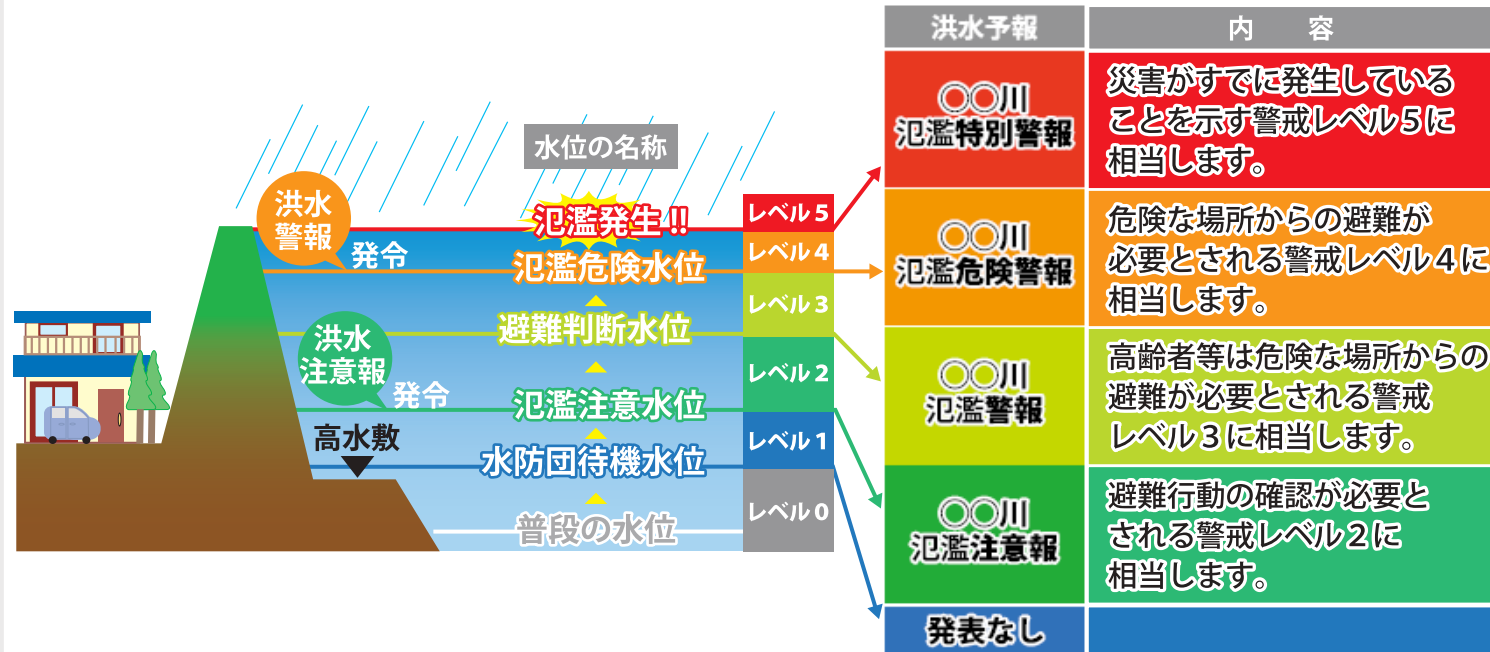 水位の名称
洪水
警報
発令
氾濫発生!!
レベル5
氾濫危険水位
レベル4
避難判断水位
レベル3
洪水
注意報
発令
氾濫注意水位
レベル2
高水敷
水防団待機水位
レベル1
普段の水位
レベル0
洪水予報
内　容
○○川
氾濫特別警報
災害がすでに発生している
ことを示す警戒レベル5に
相当します。
○○川
氾濫危険警報
危険な場所からの避難が
必要とされる警戒レベル4に
相当します。
○○川
氾濫警報
高齢者等は危険な場所からの
避難が必要とされる警戒
レベル3に相当します。
○○川
氾濫注意報
避難行動の確認が必要と
される警戒レベル2に
相当します。
発表なし